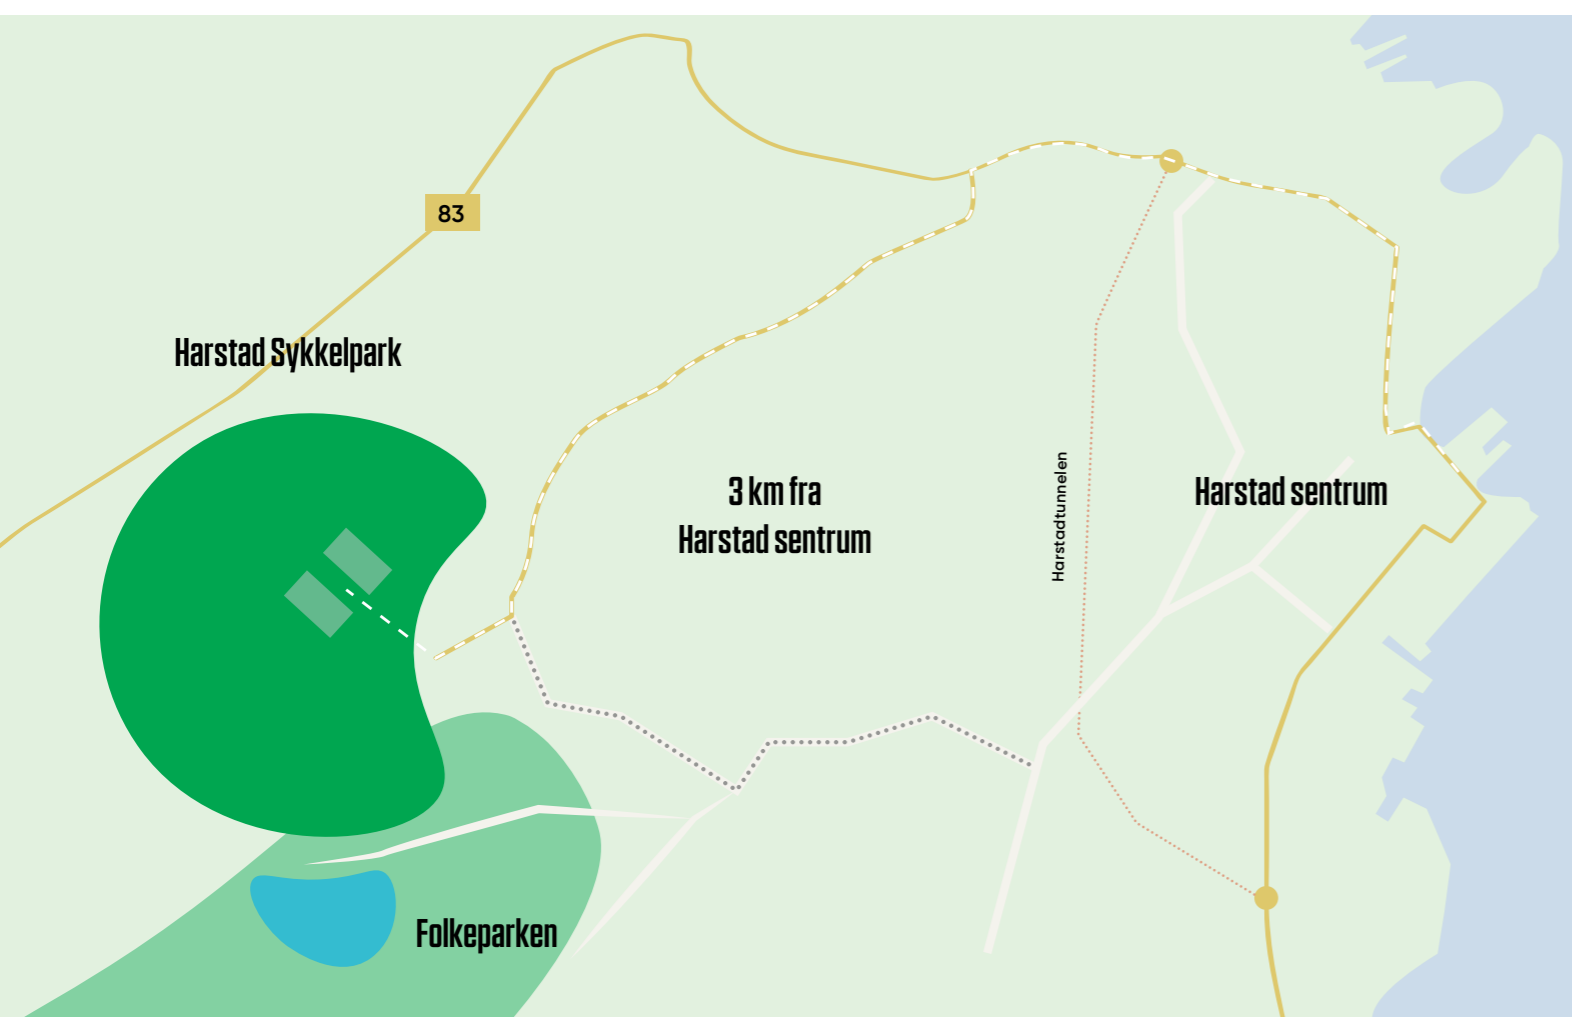 83
Harstad Sykkelpark
3 km fra
Harstad sentrum
Harstadtunnelen
Harstad sentrum
Folkeparken